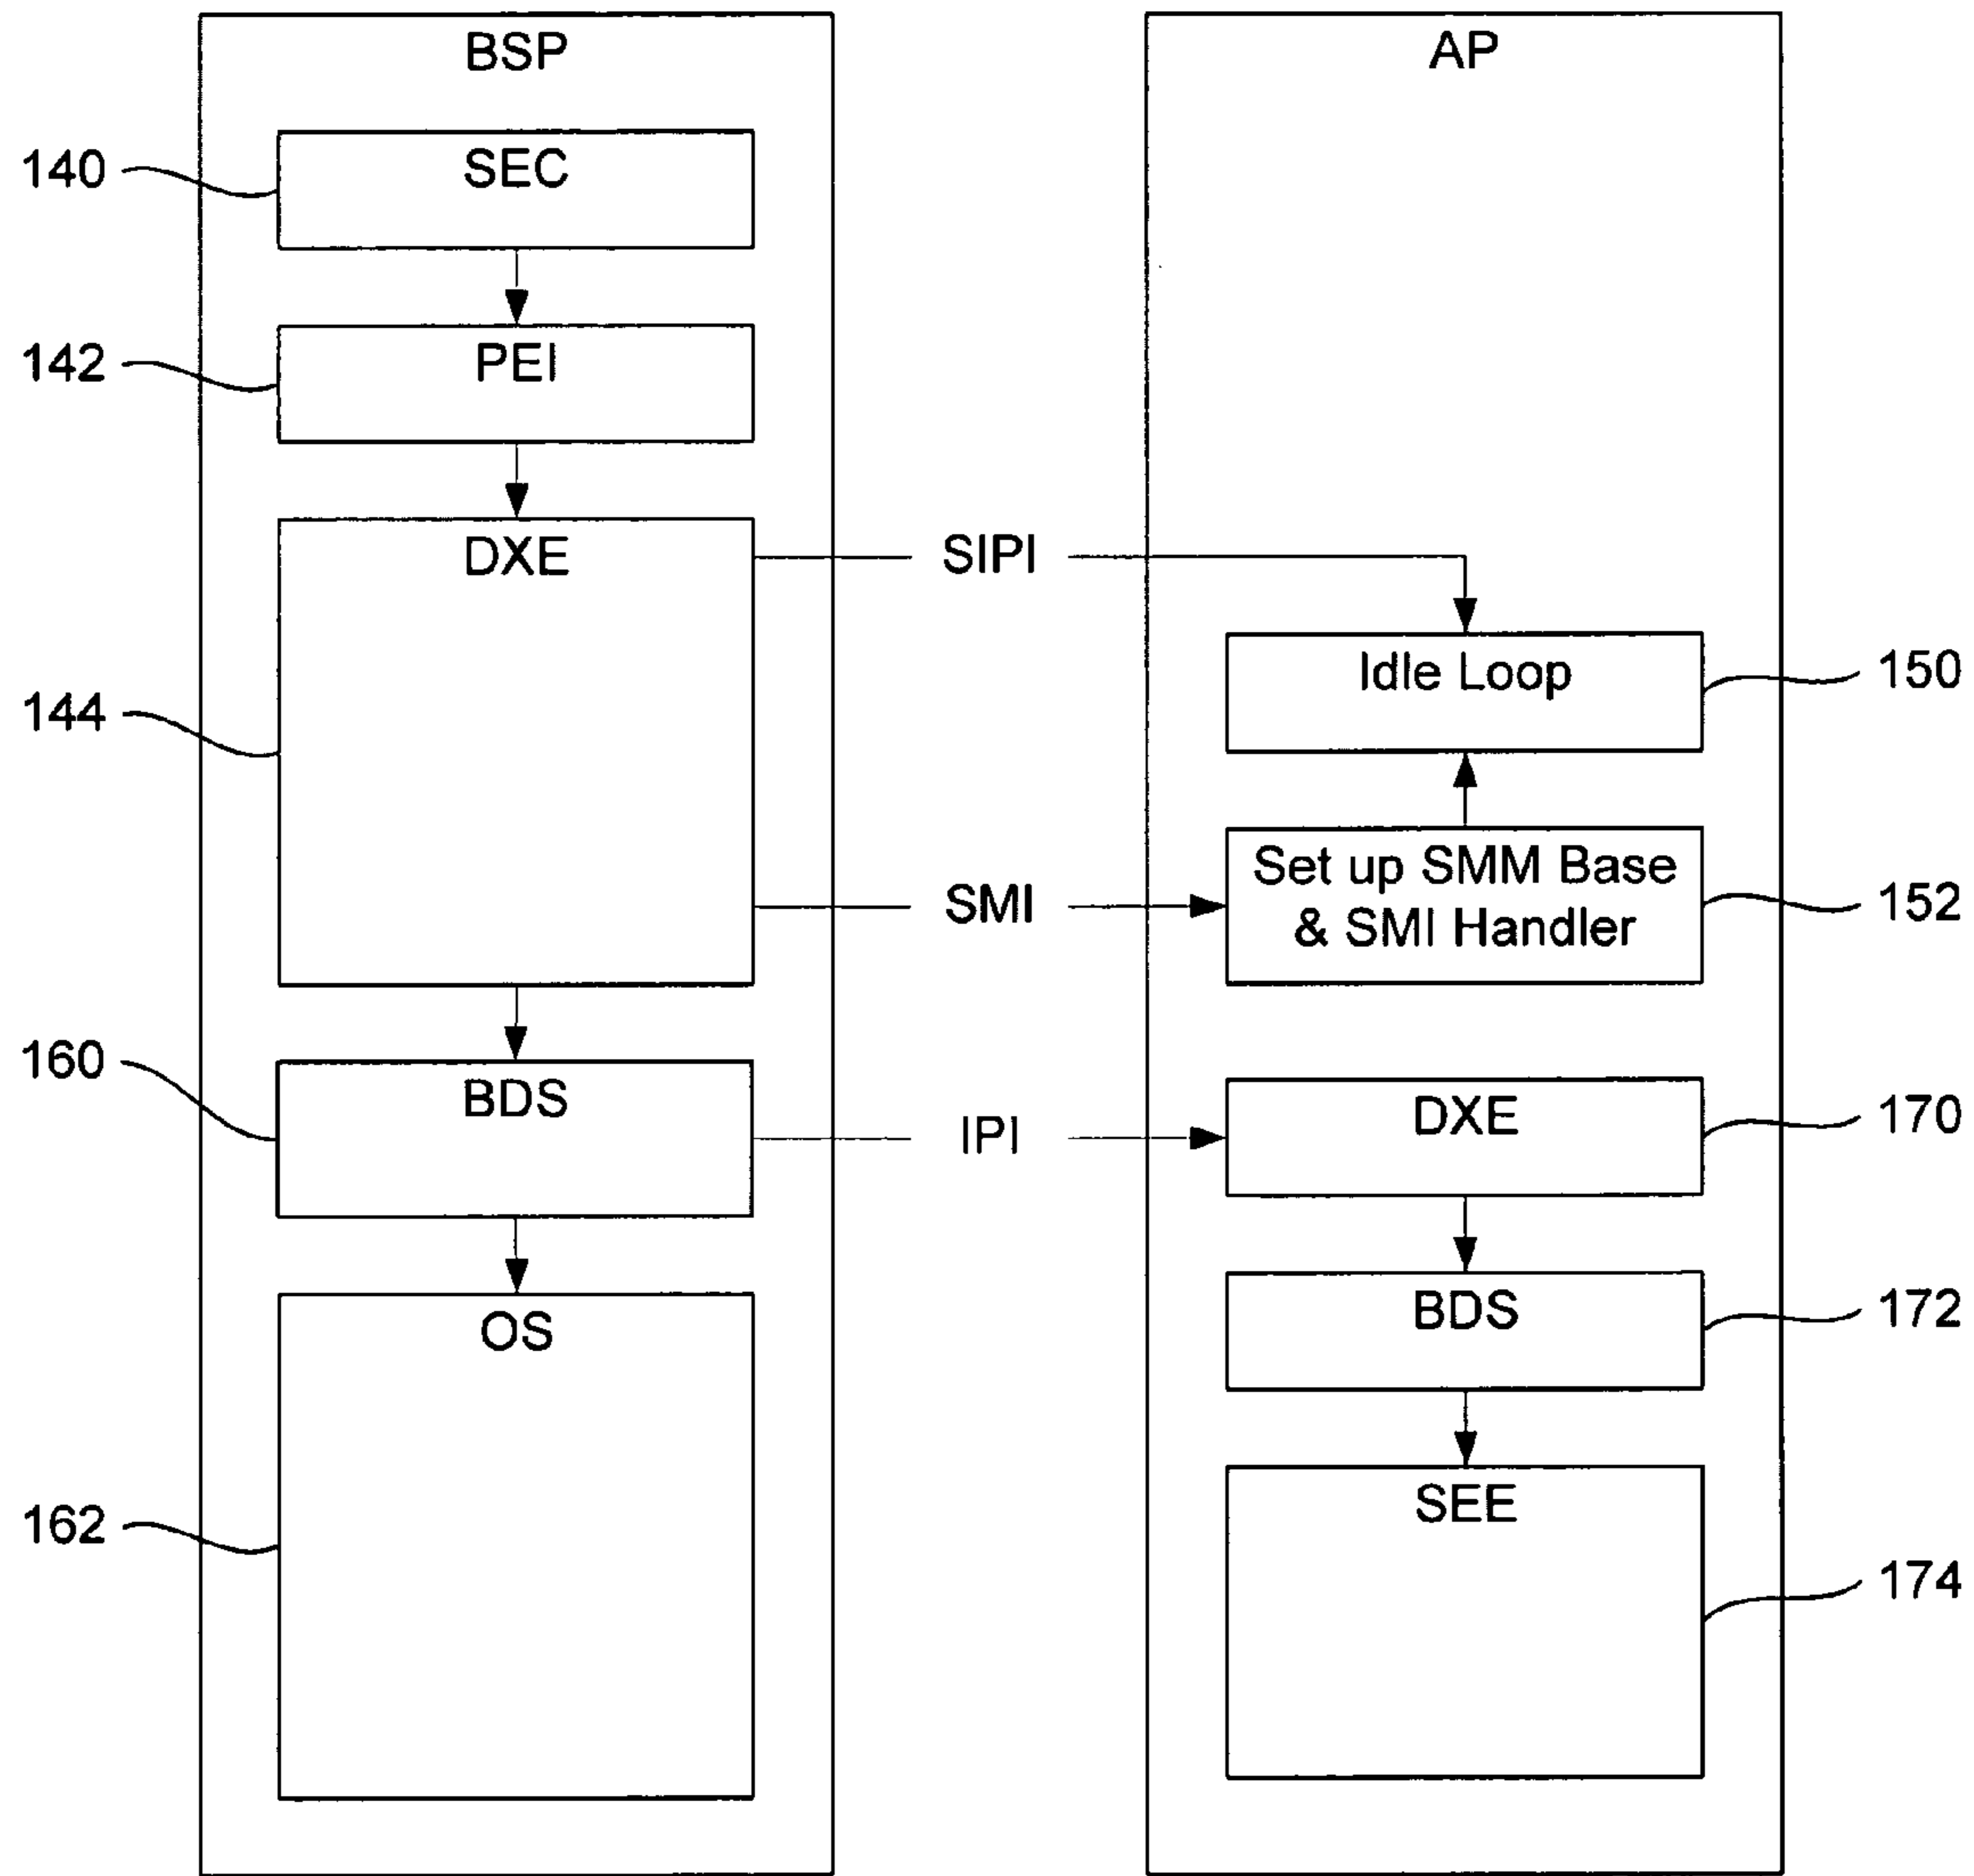 BSP
AP
140
SEC
142
PEI
144
DXE
SIPI
Idle Loop
150
SMI
Set up SMM Base
& SMI Handler
152
160
BDS
IPI
DXE
170
BDS
172
162
OS
SEE
174